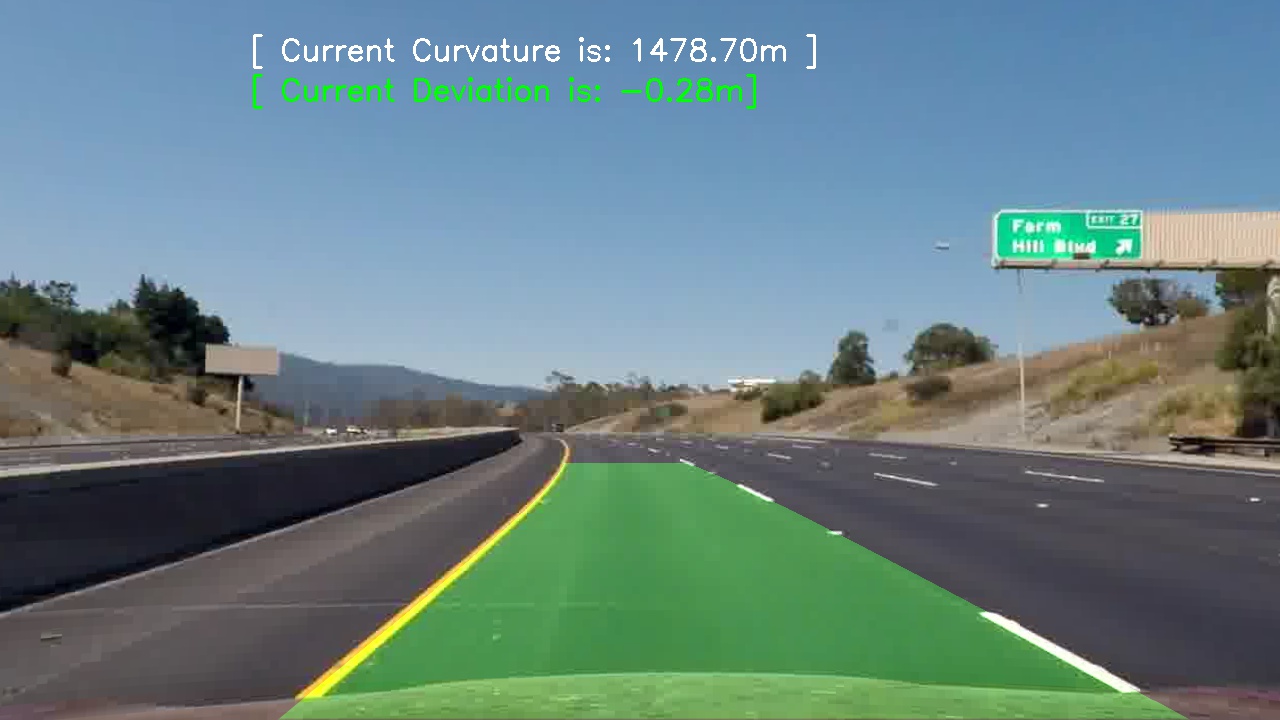 [ Current Curvature is: 1478.70m ]
[ Current Deviation is: -0.28m]
EXIT 27
Farm
Hill Blvd